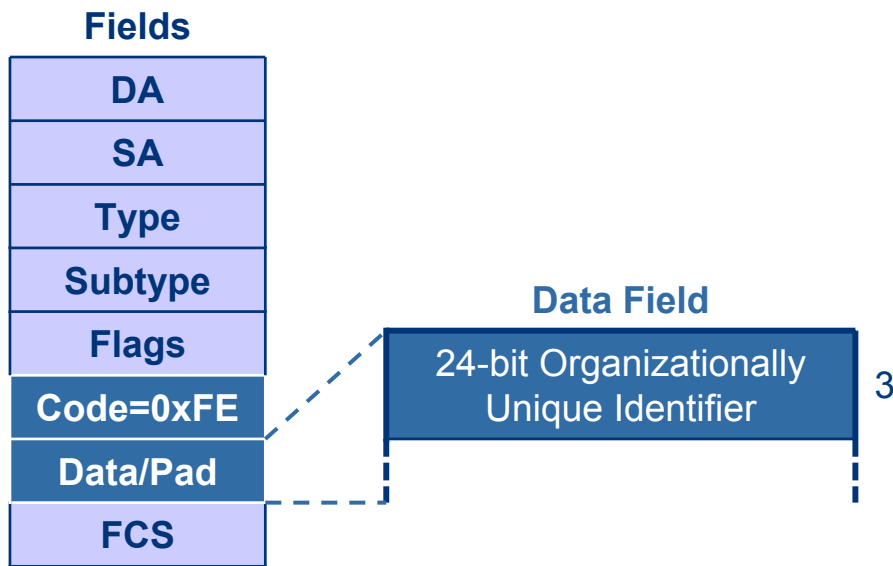 Fields
DA
SA
Type
Subtype
Flags
Code=0xFE
Data/Pad
FCS
Data Field
24-bit Organizationally
Unique Identifier
3